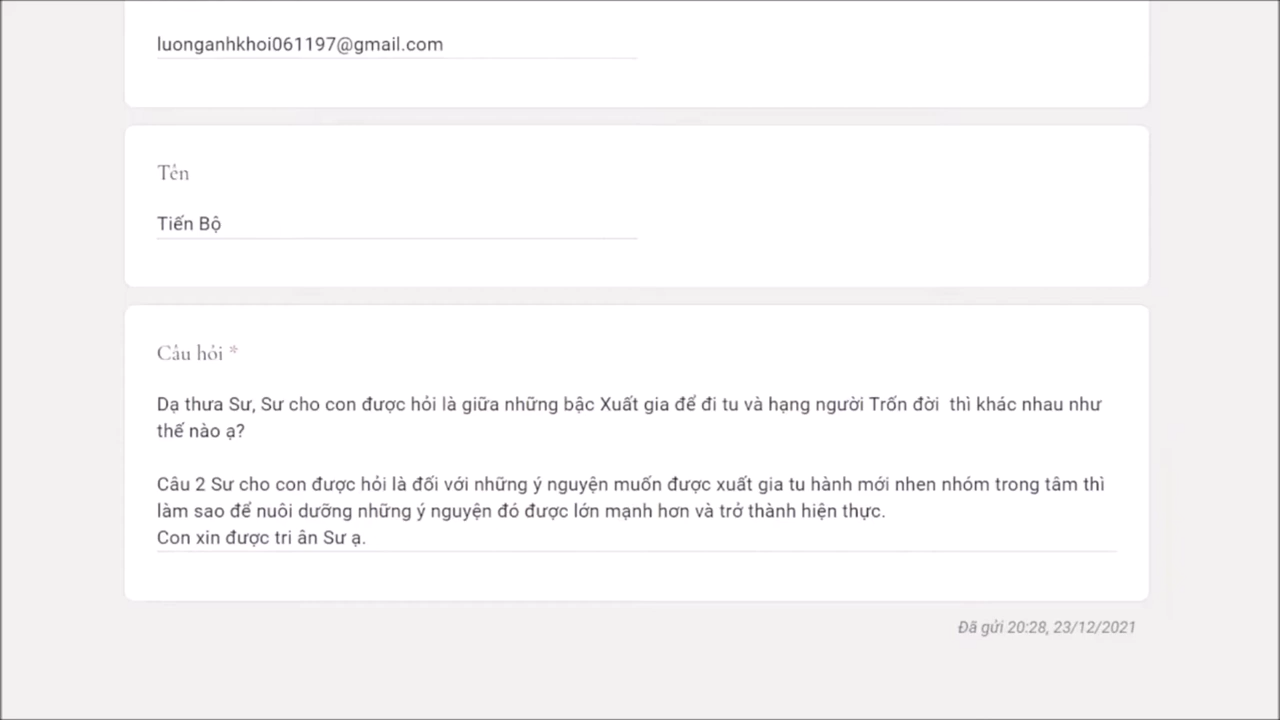 luonganhkhoi061197@gmail.com
Tên
Tiến Bộ
Câu hỏi *
Dạ thưa Sư, Sư cho con được hỏi là giữa những bậc Xuất gia để đi tu và hạng người Trốn đời  thì khác nhau như
thế nào ạ?
Câu 2 Sư cho con được hỏi là đối với những ý nguyện muốn được xuất gia tu hành mới nhen nhóm trong tâm thì
làm sao để nuôi dưỡng những ý nguyện đó được lớn mạnh hơn và trở thành hiện thực.
Con xin được tri ân Sư ạ.
Đã gửi 20:28, 23/12/2021